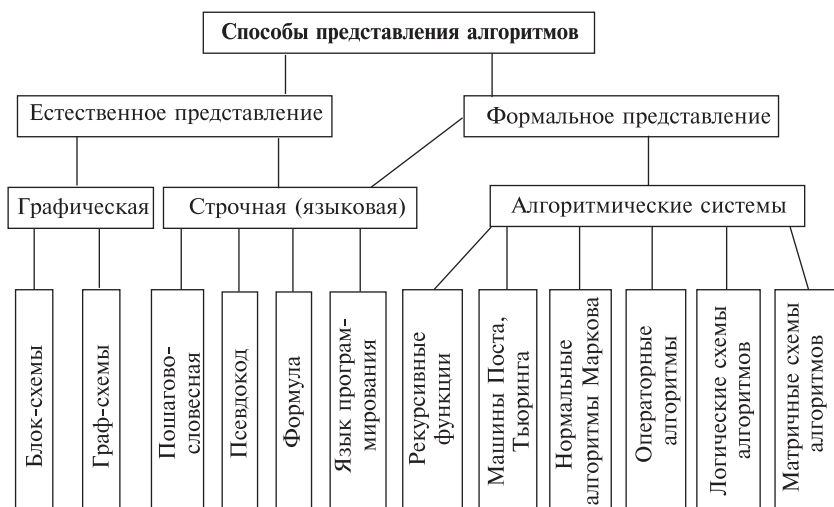 Способы представления алгоритмов
Естественное представление
Формальное представление
Графическая
Строчная (языковая)
Алгоритмические системы
Блок-схемы
Граф-схемы
Пошагово-
словесная
Псевдокод
Формула
Язык програм-
мирования
Рекурсивные
функции
Машины Поста,
Тьюринга
Нормальные
алгоритмы Маркова
Операторные
алгоритмы
Логические схемы
алгоритмов
Матричные схемы
алгоритмов